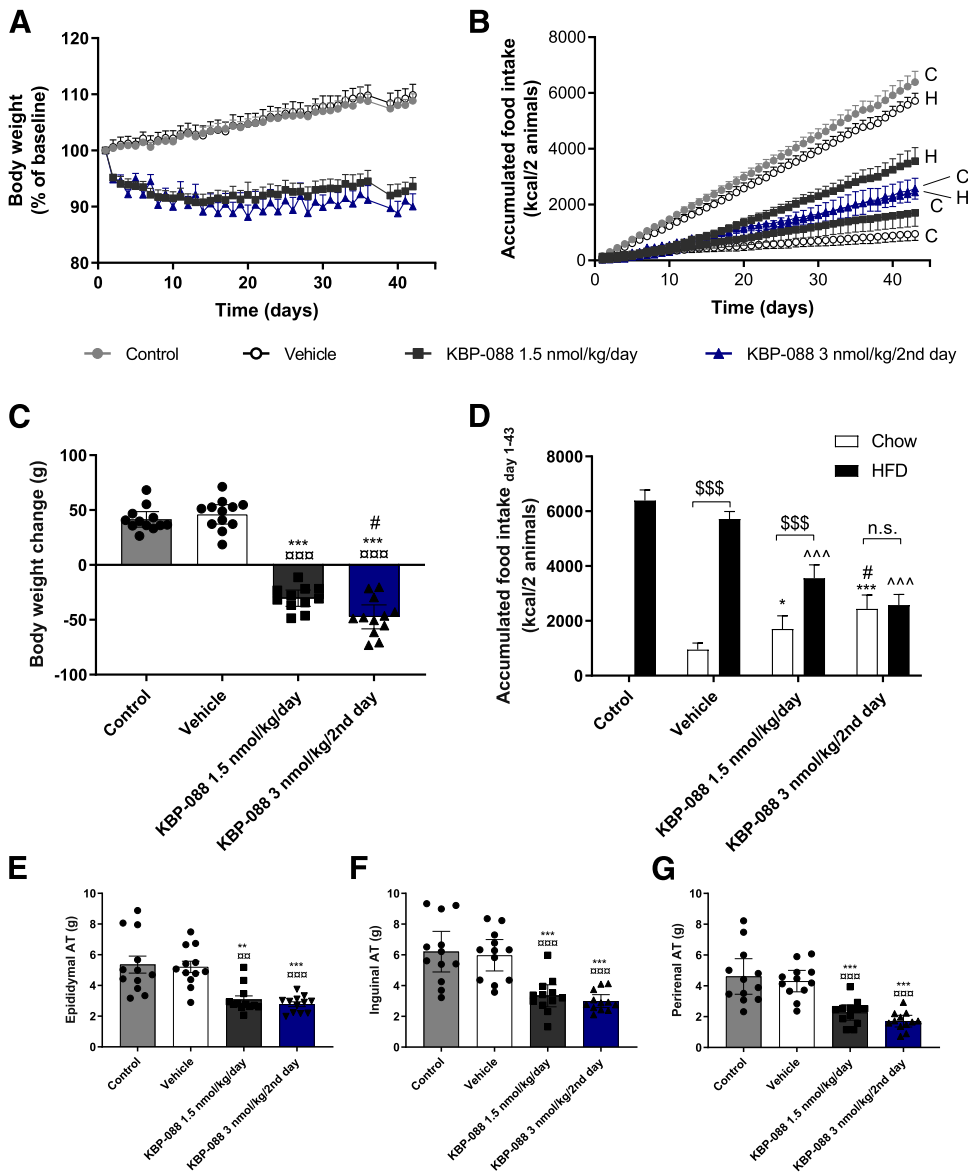 A
Body weight
(% of baseline)
120
110
100
90
80
0
10
20
30
40
Time (days)
B
Accumulated food intake
(kcal/2 animals)
8000
6000
4000
2000
0
0
10
20
30
40
Time (days)
C
H
H
C
H
C
C
Control
Vehicle
KBP-088 1.5 nmol/kg/day
KBP-088 3 nmol/kg/2nd day
C
Body weight change (g)
100
50
0
-50
-100
***
¤¤¤
#
***
¤¤¤
Control
Vehicle
KBP-088 1.5 nmol/kg/day
KBP-088 3 nmol/kg/2nd day
D
Accumulated food intake day 1-43
(kcal/2 animals)
Chow
HFD
8000
6000
4000
2000
0
$$$
$$$
n.s.
*
^^^
#
***
^^^
Cotrol
Vehicle
KBP-088 1.5 nmol/kg/day
KBP-088 3 nmol/kg/2nd day
E
Epididymal AT (g)
10
8
6
4
2
0
**
¤¤
***
¤¤¤
Control
Vehicle
KBP-088 1.5 nmol/kg/day
KBP-088 3 nmol/kg/2nd day
F
Inguinal AT (g)
10
8
6
4
2
0
***
¤¤¤
***
¤¤¤
Control
Vehicle
KBP-088 1.5 nmol/kg/day
KBP-088 3 nmol/kg/2nd day
G
Perirenal AT (g)
10
8
6
4
2
0
***
¤¤¤
***
¤¤¤
Control
Vehicle
KBP-088 1.5 nmol/kg/day
KBP-088 3 nmol/kg/2nd day